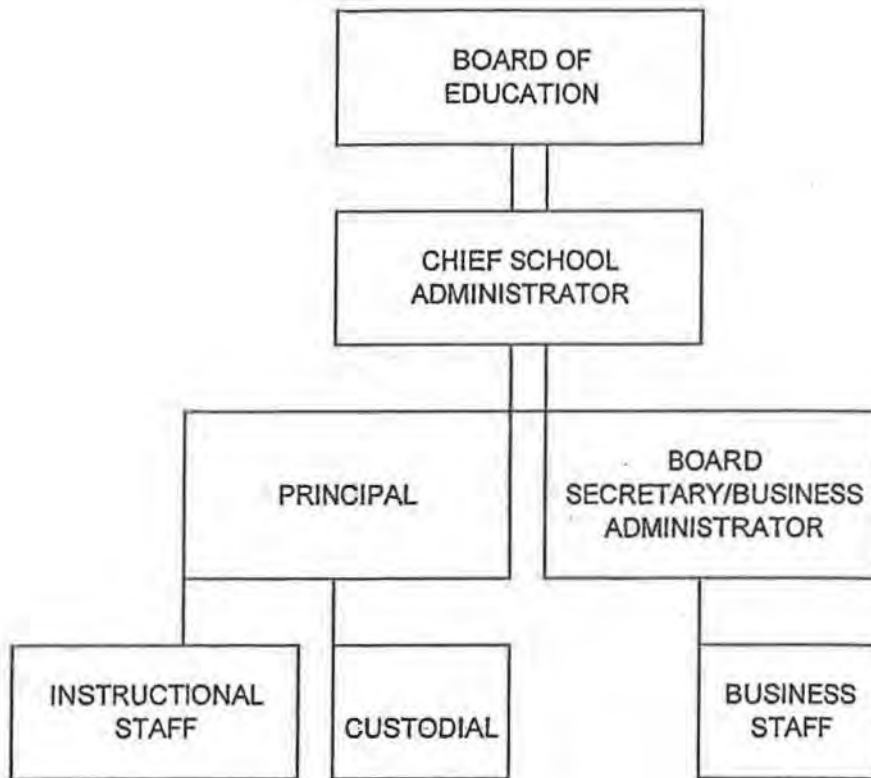 BOARD OF
EDUCATION
CHIEF SCHOOL
ADMINISTRATOR
PRINCIPAL
BOARD
SECRETARY/BUSINESS
ADMINISTRATOR
INSTRUCTIONAL
STAFF
CUSTODIAL
BUSINESS
STAFF